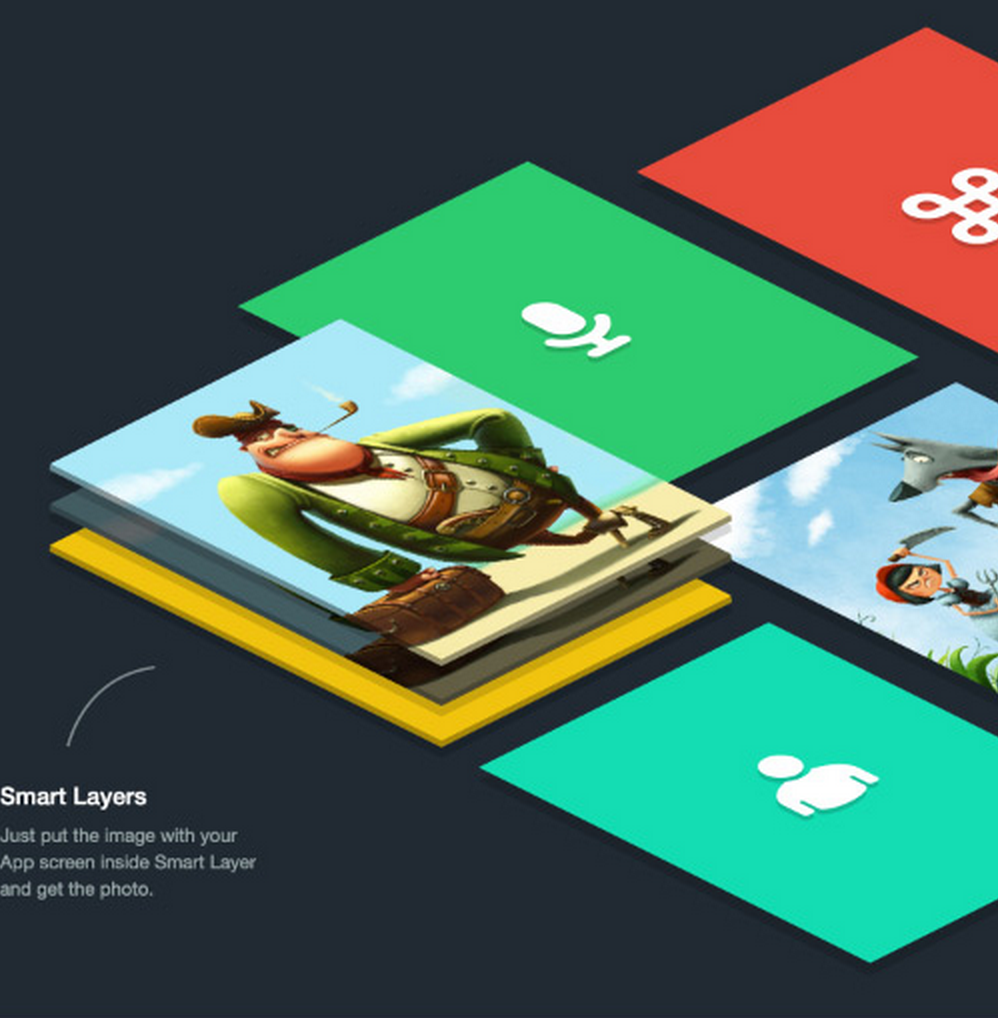 Smart Layers
Just put the image with your
App screen inside Smart Layer
and get the photo.